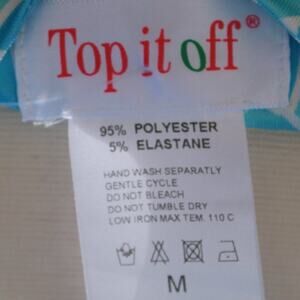 Top it off®
95% POLYESTER
5% ELASTANE
HAND WASH SEPARATLY
GENTLE CYCLE
DO NOT BLEACH
DO NOT TUMBLE DRY
LOW IRON MAX TEM. 110 C
M